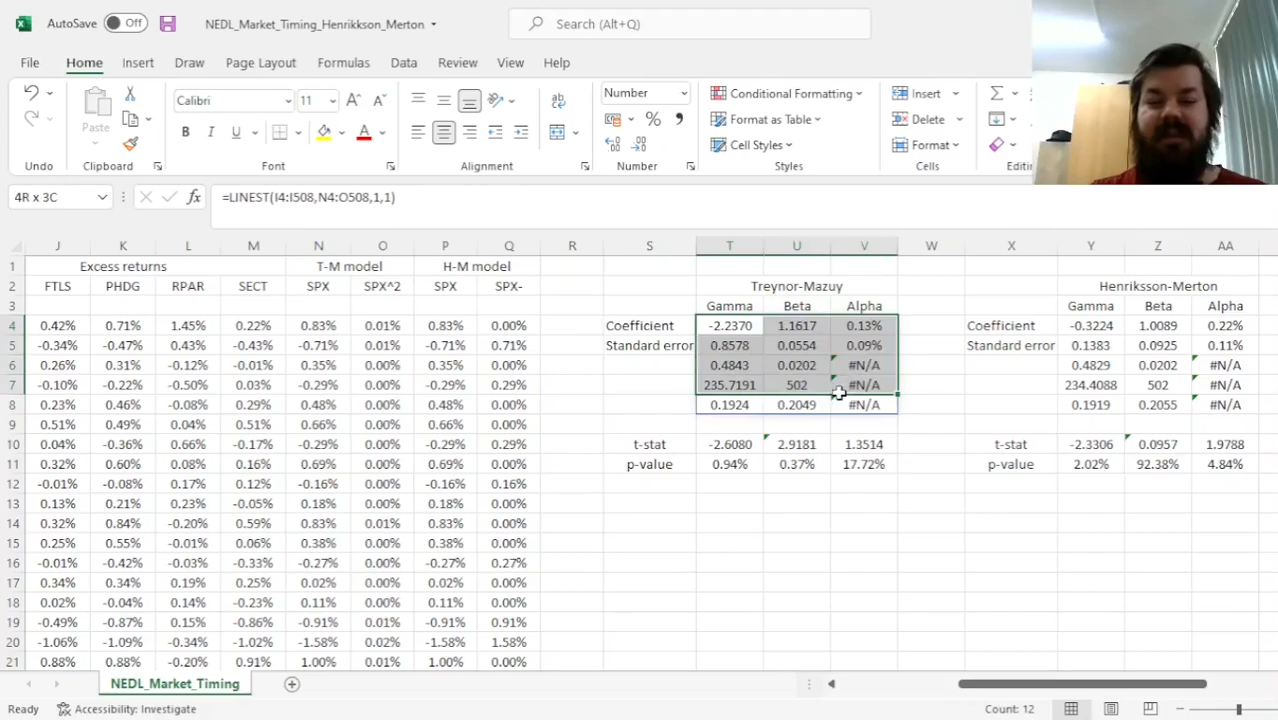 AutoSave Off NEDL_Market_Timing_Henrikkson_Merton Search (Alt+Q)
File Home Insert Draw Page Layout Formulas Data Review View Help
Calibri 11 Number Conditional Formatting Insert
Paste B I U Format as Table Delete
Cell Styles Format
Undo Clipboard Font Alignment Number Styles Cells Editin
4R x 3C fx =LINEST(I4:I508,N4:O508,1,1)
J K L M N O P Q R S T U V W X Y Z AA
1 Excess returns T-M model H-M model
2 FTLS PHDG RPAR SECT SPX SPX^2 SPX SPX- Treynor-Mazuy Henriksson-Merton
3 Gamma Beta Alpha Gamma Beta Alpha
4 0.42% 0.71% 1.45% 0.22% 0.83% 0.01% 0.83% 0.00% Coefficient -2.2370 1.1617 0.13% Coefficient -0.3224 1.0089 0.22%
5 -0.34% -0.47% 0.43% -0.43% -0.71% 0.01% -0.71% 0.71% Standard error 0.8578 0.0554 0.09% Standard error 0.1383 0.0925 0.11%
6 0.26% 0.31% -0.12% -0.01% 0.35% 0.00% 0.35% 0.00% 0.4843 0.0202 #N/A 0.4829 0.0202 #N/A
7 -0.10% -0.22% -0.50% 0.03% -0.29% 0.00% -0.29% 0.29% 235.7191 502 #N/A 234.4088 502 #N/A
8 0.23% 0.46% -0.08% 0.29% 0.48% 0.00% 0.48% 0.00% 0.1924 0.2049 #N/A 0.1919 0.2055 #N/A
9 0.51% 0.49% 0.04% 0.51% 0.66% 0.00% 0.66% 0.00%
10 0.04% -0.36% 0.66% -0.17% -0.29% 0.00% -0.29% 0.29% t-stat -2.6080 2.9181 1.3514 t-stat -2.3306 0.0957 1.9788
11 0.32% 0.60% 0.08% 0.16% 0.69% 0.00% 0.69% 0.00% p-value 0.94% 0.37% 17.72% p-value 2.02% 92.38% 4.84%
12 -0.01% -0.08% 0.17% 0.12% -0.16% 0.00% -0.16% 0.16%
13 0.13% 0.21% 0.23% -0.05% 0.18% 0.00% 0.18% 0.00%
14 0.32% 0.84% -0.20% 0.59% 0.83% 0.01% 0.83% 0.00%
15 0.25% 0.55% -0.01% 0.06% 0.38% 0.00% 0.38% 0.00%
16 -0.01% -0.42% -0.03% -0.33% -0.27% 0.00% -0.27% 0.27%
17 0.34% 0.34% 0.19% 0.25% 0.02% 0.00% 0.02% 0.00%
18 0.02% -0.04% 0.14% -0.23% 0.11% 0.00% 0.11% 0.00%
19 -0.49% -0.87% 0.15% -0.86% -0.91% 0.01% -0.91% 0.91%
20 -1.06% -1.09% -0.34% -1.02% -1.58% 0.02% -1.58% 1.58%
21 0.88% 0.88% -0.20% 0.91% 1.00% 0.01% 1.00% 0.00%
NEDL_Market_Timing
Ready Accessibility: Investigate Count: 12